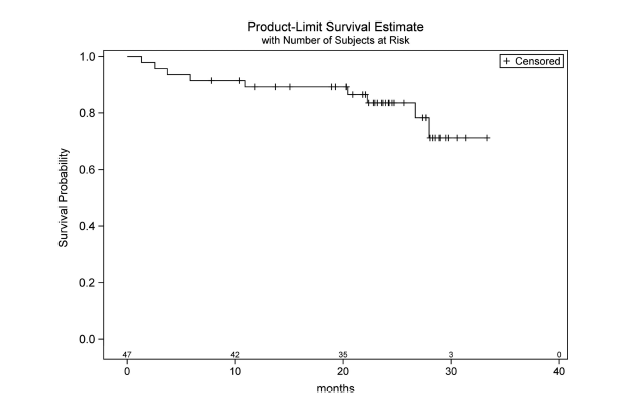 Product-Limit Survival Estimate
with Number of Subjects at Risk
+ Censored
Survival Probability
1.0
0.8
0.6
0.4
0.2
0.0
47 42 35 3 0
0 10 20 30 40
months